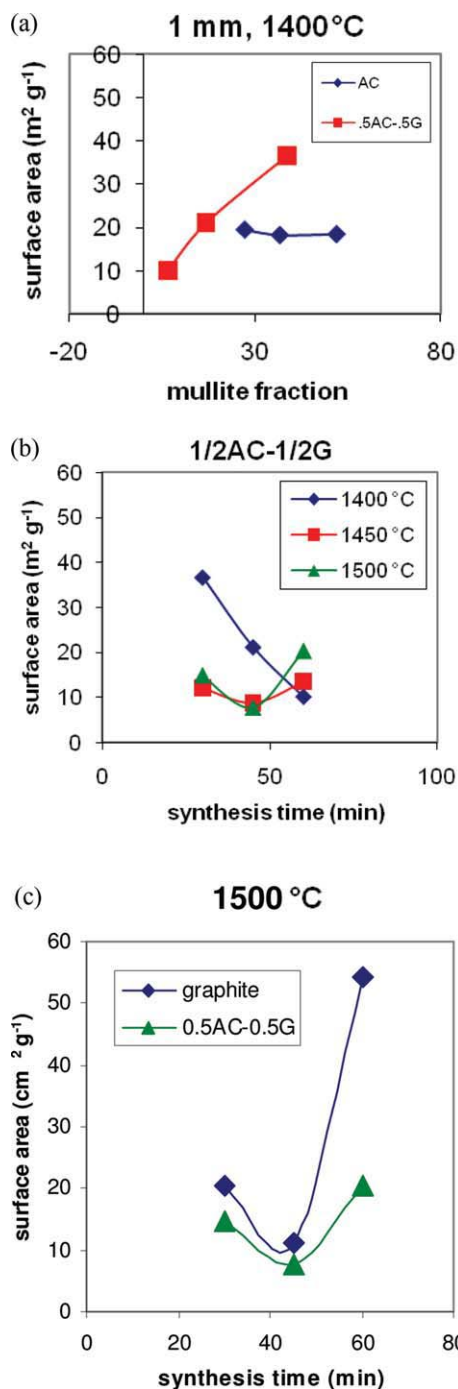 (a)
1 mm, 1400°C
surface area (m² g⁻¹)
60
50
40
30
20
10
0
-20
30
80
mullite fraction
AC
.5AC-.5G
(b)
1/2AC-1/2G
surface area (m² g⁻¹)
60
50
40
30
20
10
0
0
50
100
synthesis time (min)
1400 °C
1450 °C
1500 °C
(c)
1500 °C
surface area (cm ² g⁻¹)
60
50
40
30
20
10
0
0
20
40
60
synthesis time (min)
graphite
0.5AC-0.5G